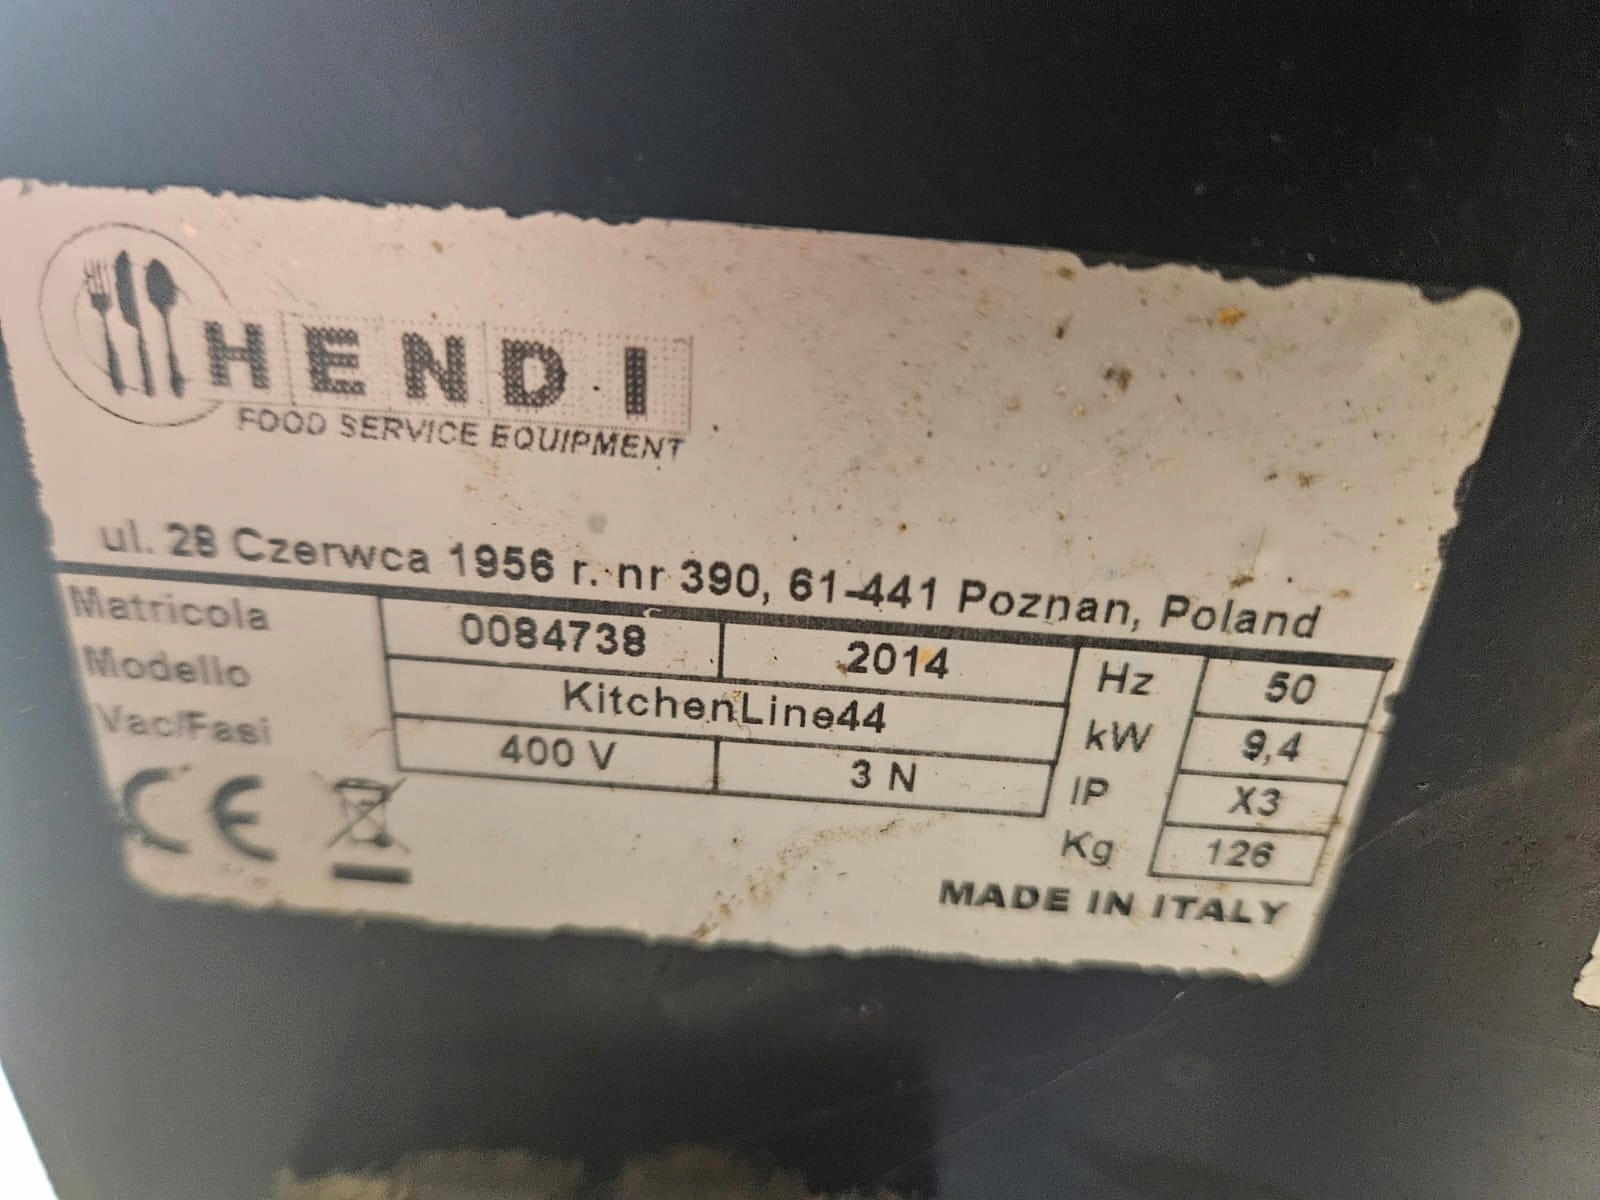 HENDI
FOOD SERVICE EQUIPMENT
ul. 28 Czerwca 1956 r. nr 390, 61-441 Poznan, Poland
Matricola 0084738 2014 Hz 50
Modello KitchenLine44 kW 9,4
Vac/Fasi 400 V 3 N IP X3
CE Kg 126
MADE IN ITALY